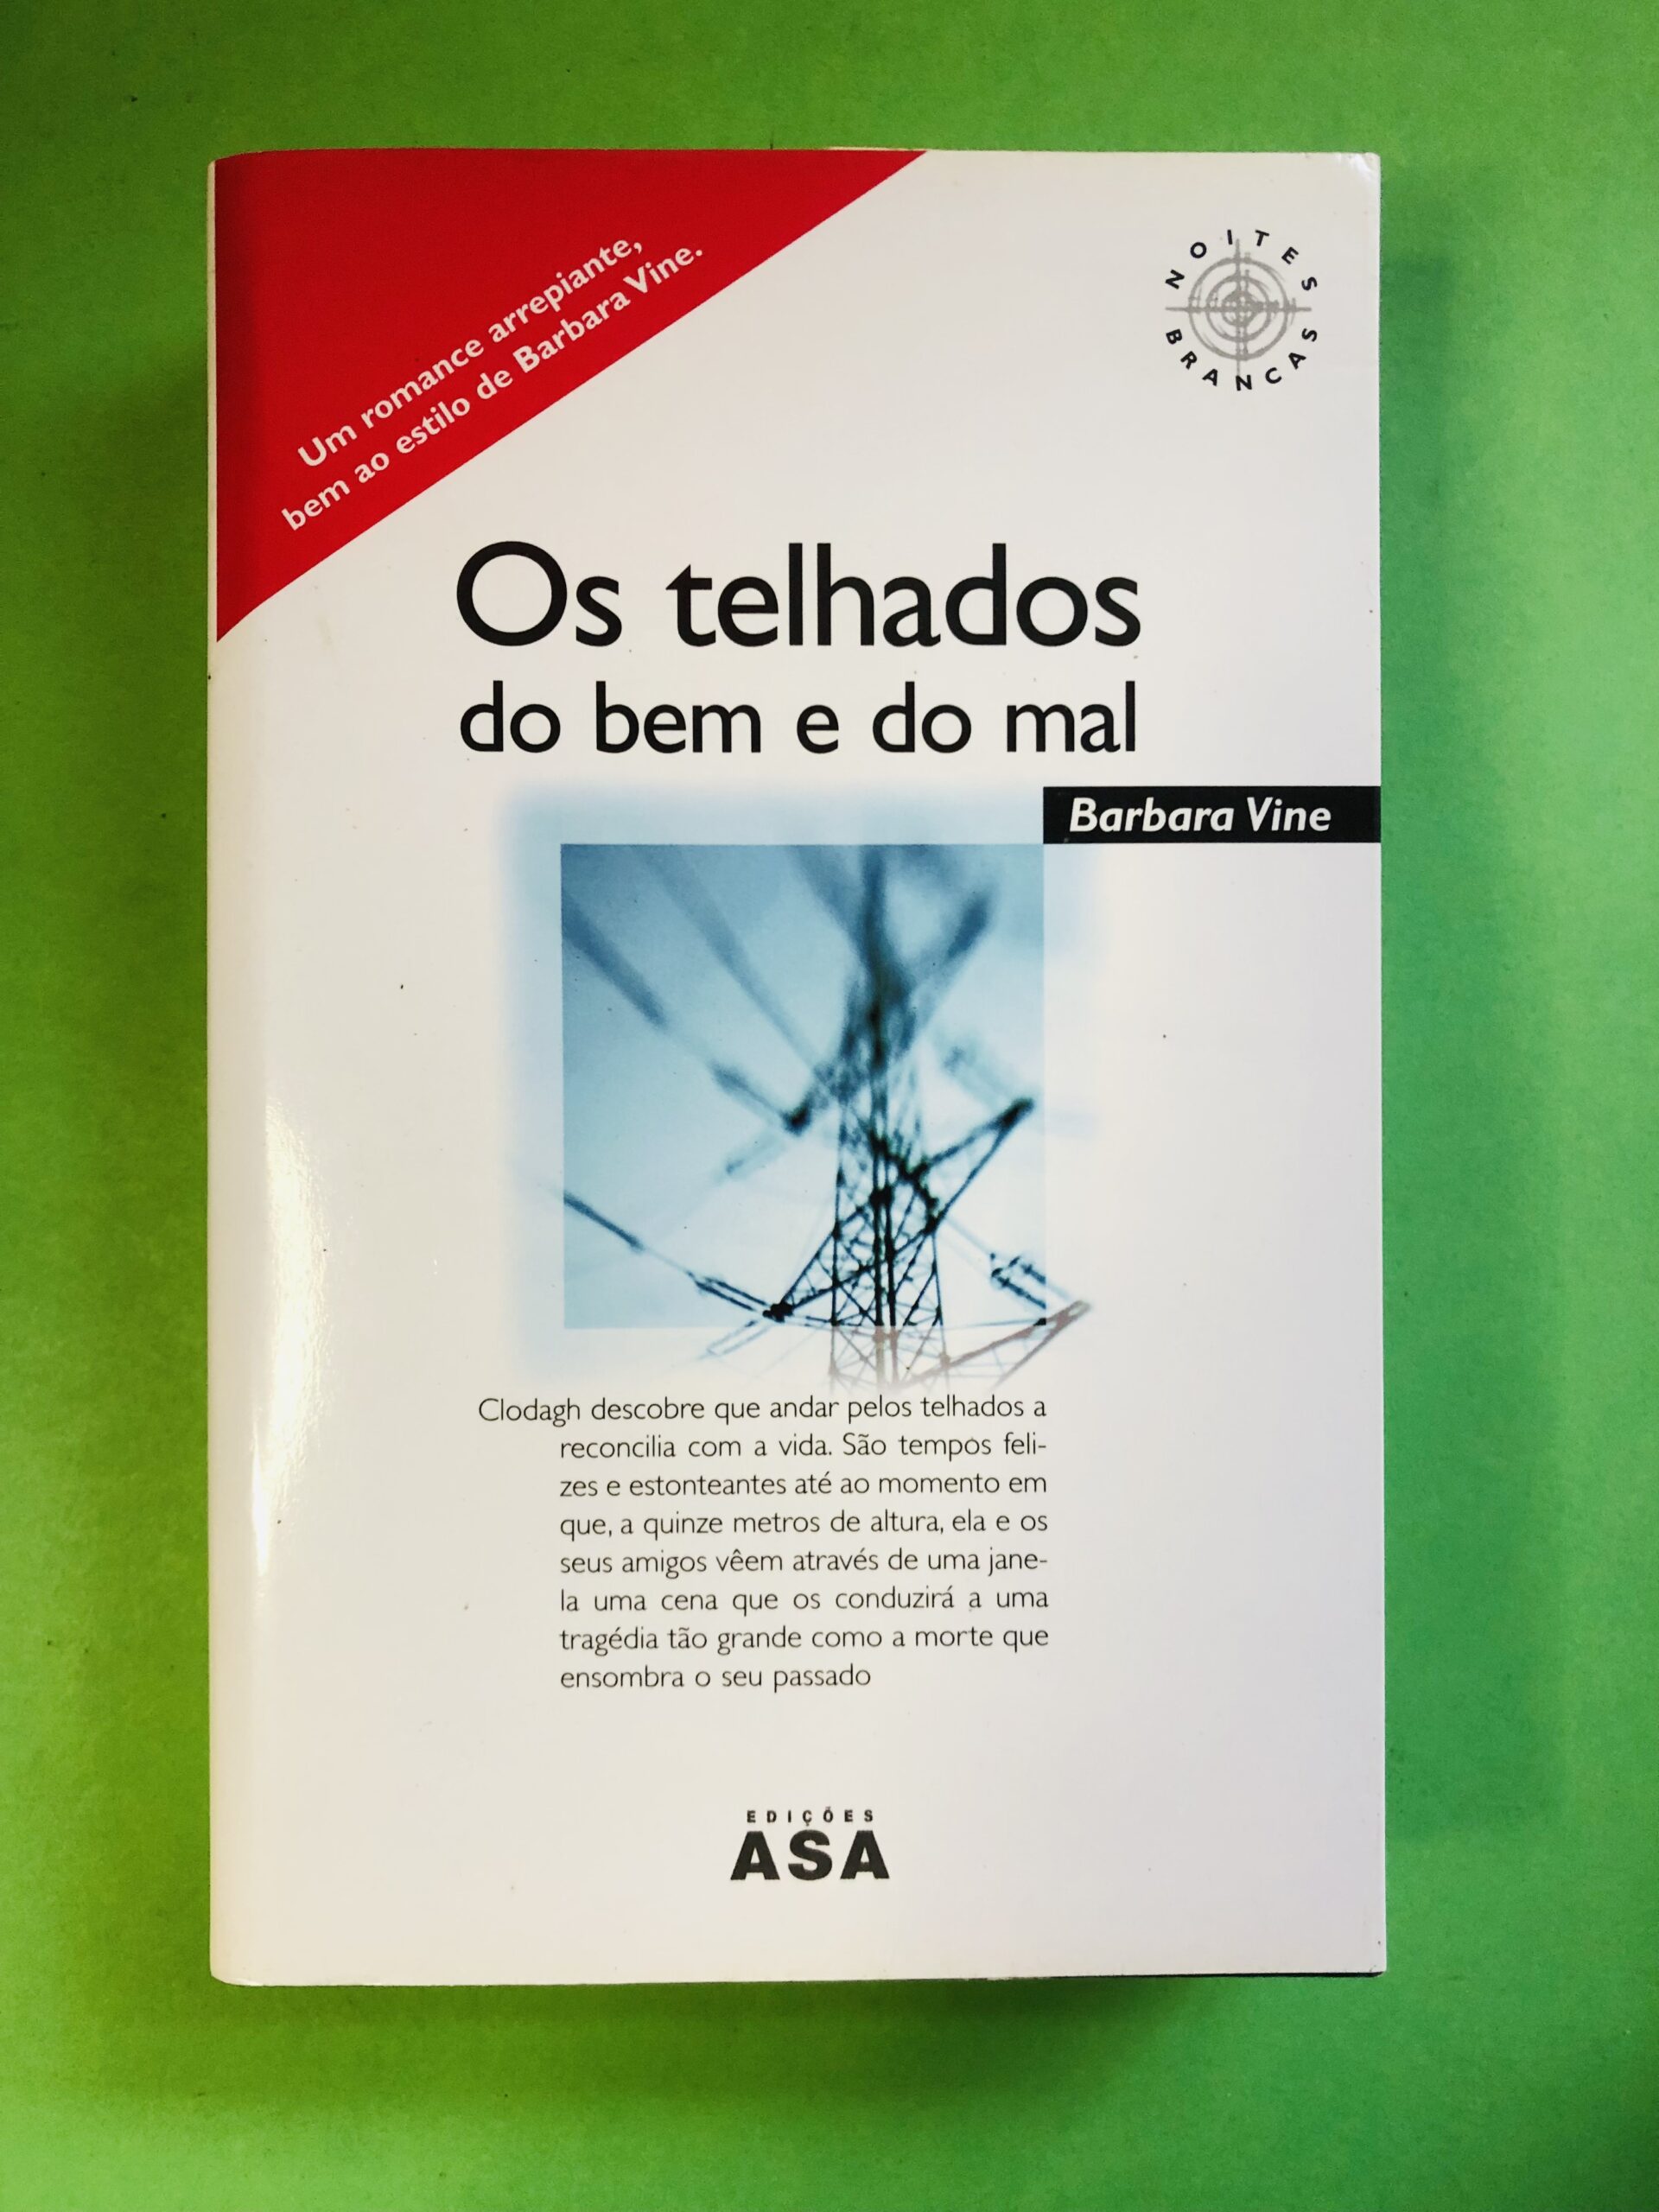 Um romance arrepiante,
bem ao estilo de Barbara Vine.
NOITES
BRANCAS
Os telhados
do bem e do mal
Barbara Vine
Clodagh descobre que andar pelos telhados a
reconcilia com a vida. São tempos feli-
zes e estonteantes até ao momento em
que, a quinze metros de altura, ela e os
seus amigos vêem através de uma jane-
la uma cena que os conduzirá a uma
tragédia tão grande como a morte que
ensombra o seu passado
EDIÇÕES
ASA